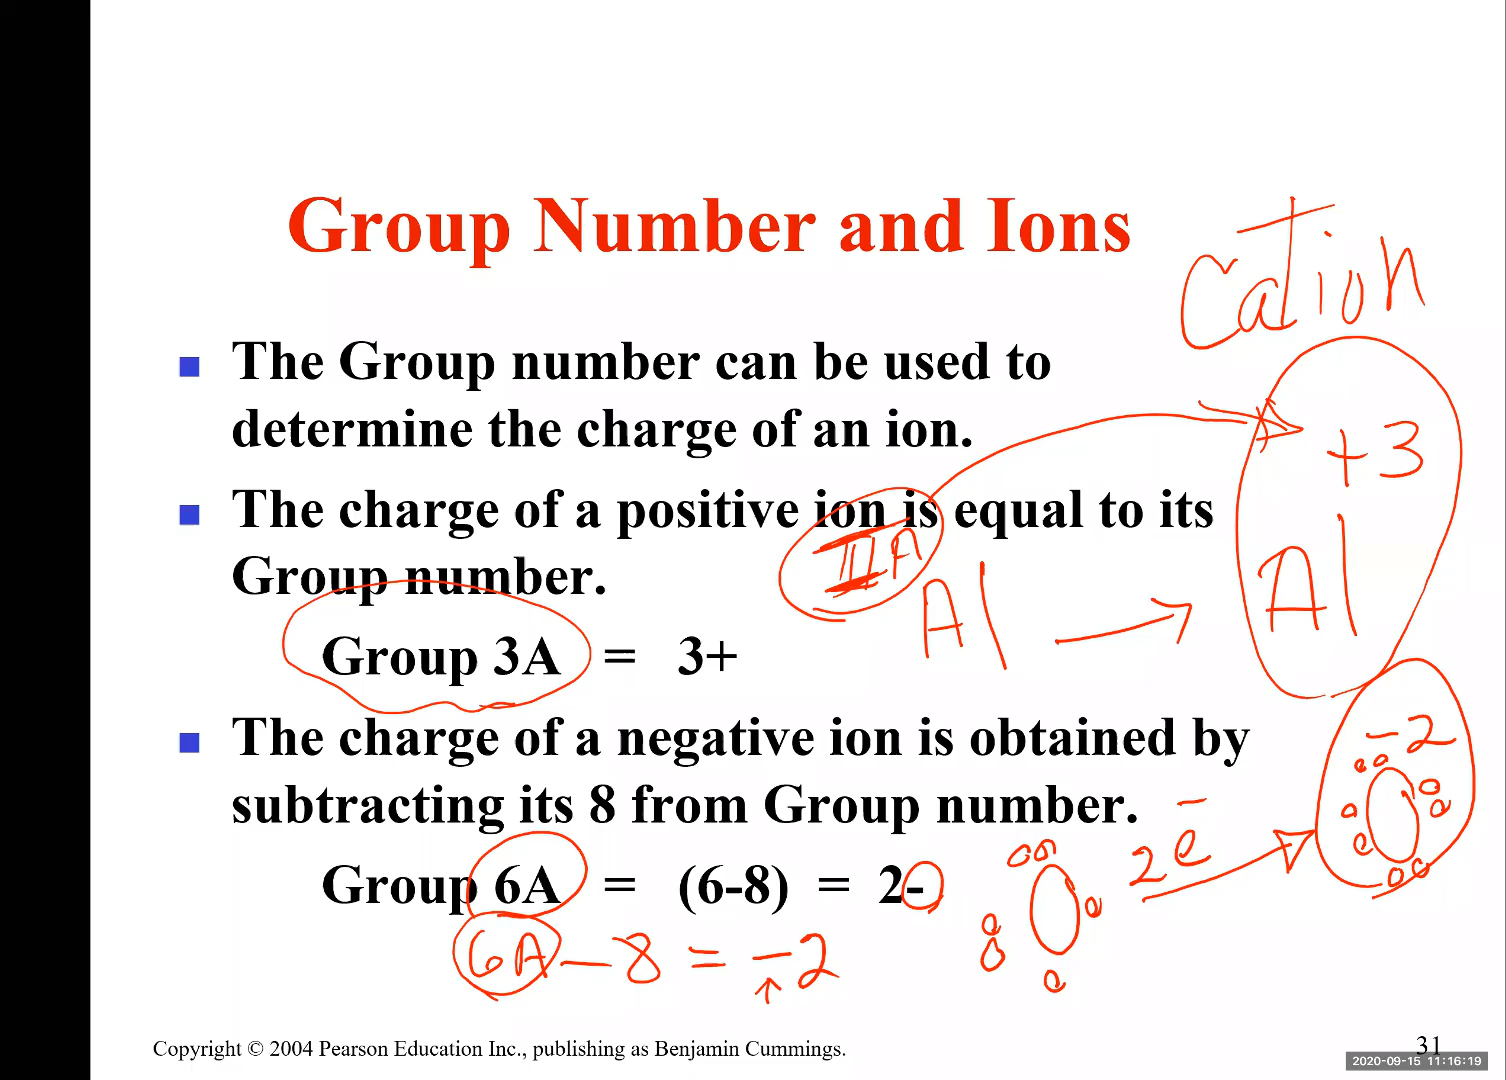 Group Number and Ions
Cation
The Group number can be used to
determine the charge of an ion.
+3
The charge of a positive ion is equal to its
Group number.
A
Al → Al
Group 3A = 3+
The charge of a negative ion is obtained by
subtracting its 8 from Group number.
-2
2e-
Group 6A = (6-8) = 2-
6A - 8 = -2
Copyright © 2004 Pearson Education Inc., publishing as Benjamin Cummings.
31
2020-09-15 11:16:19